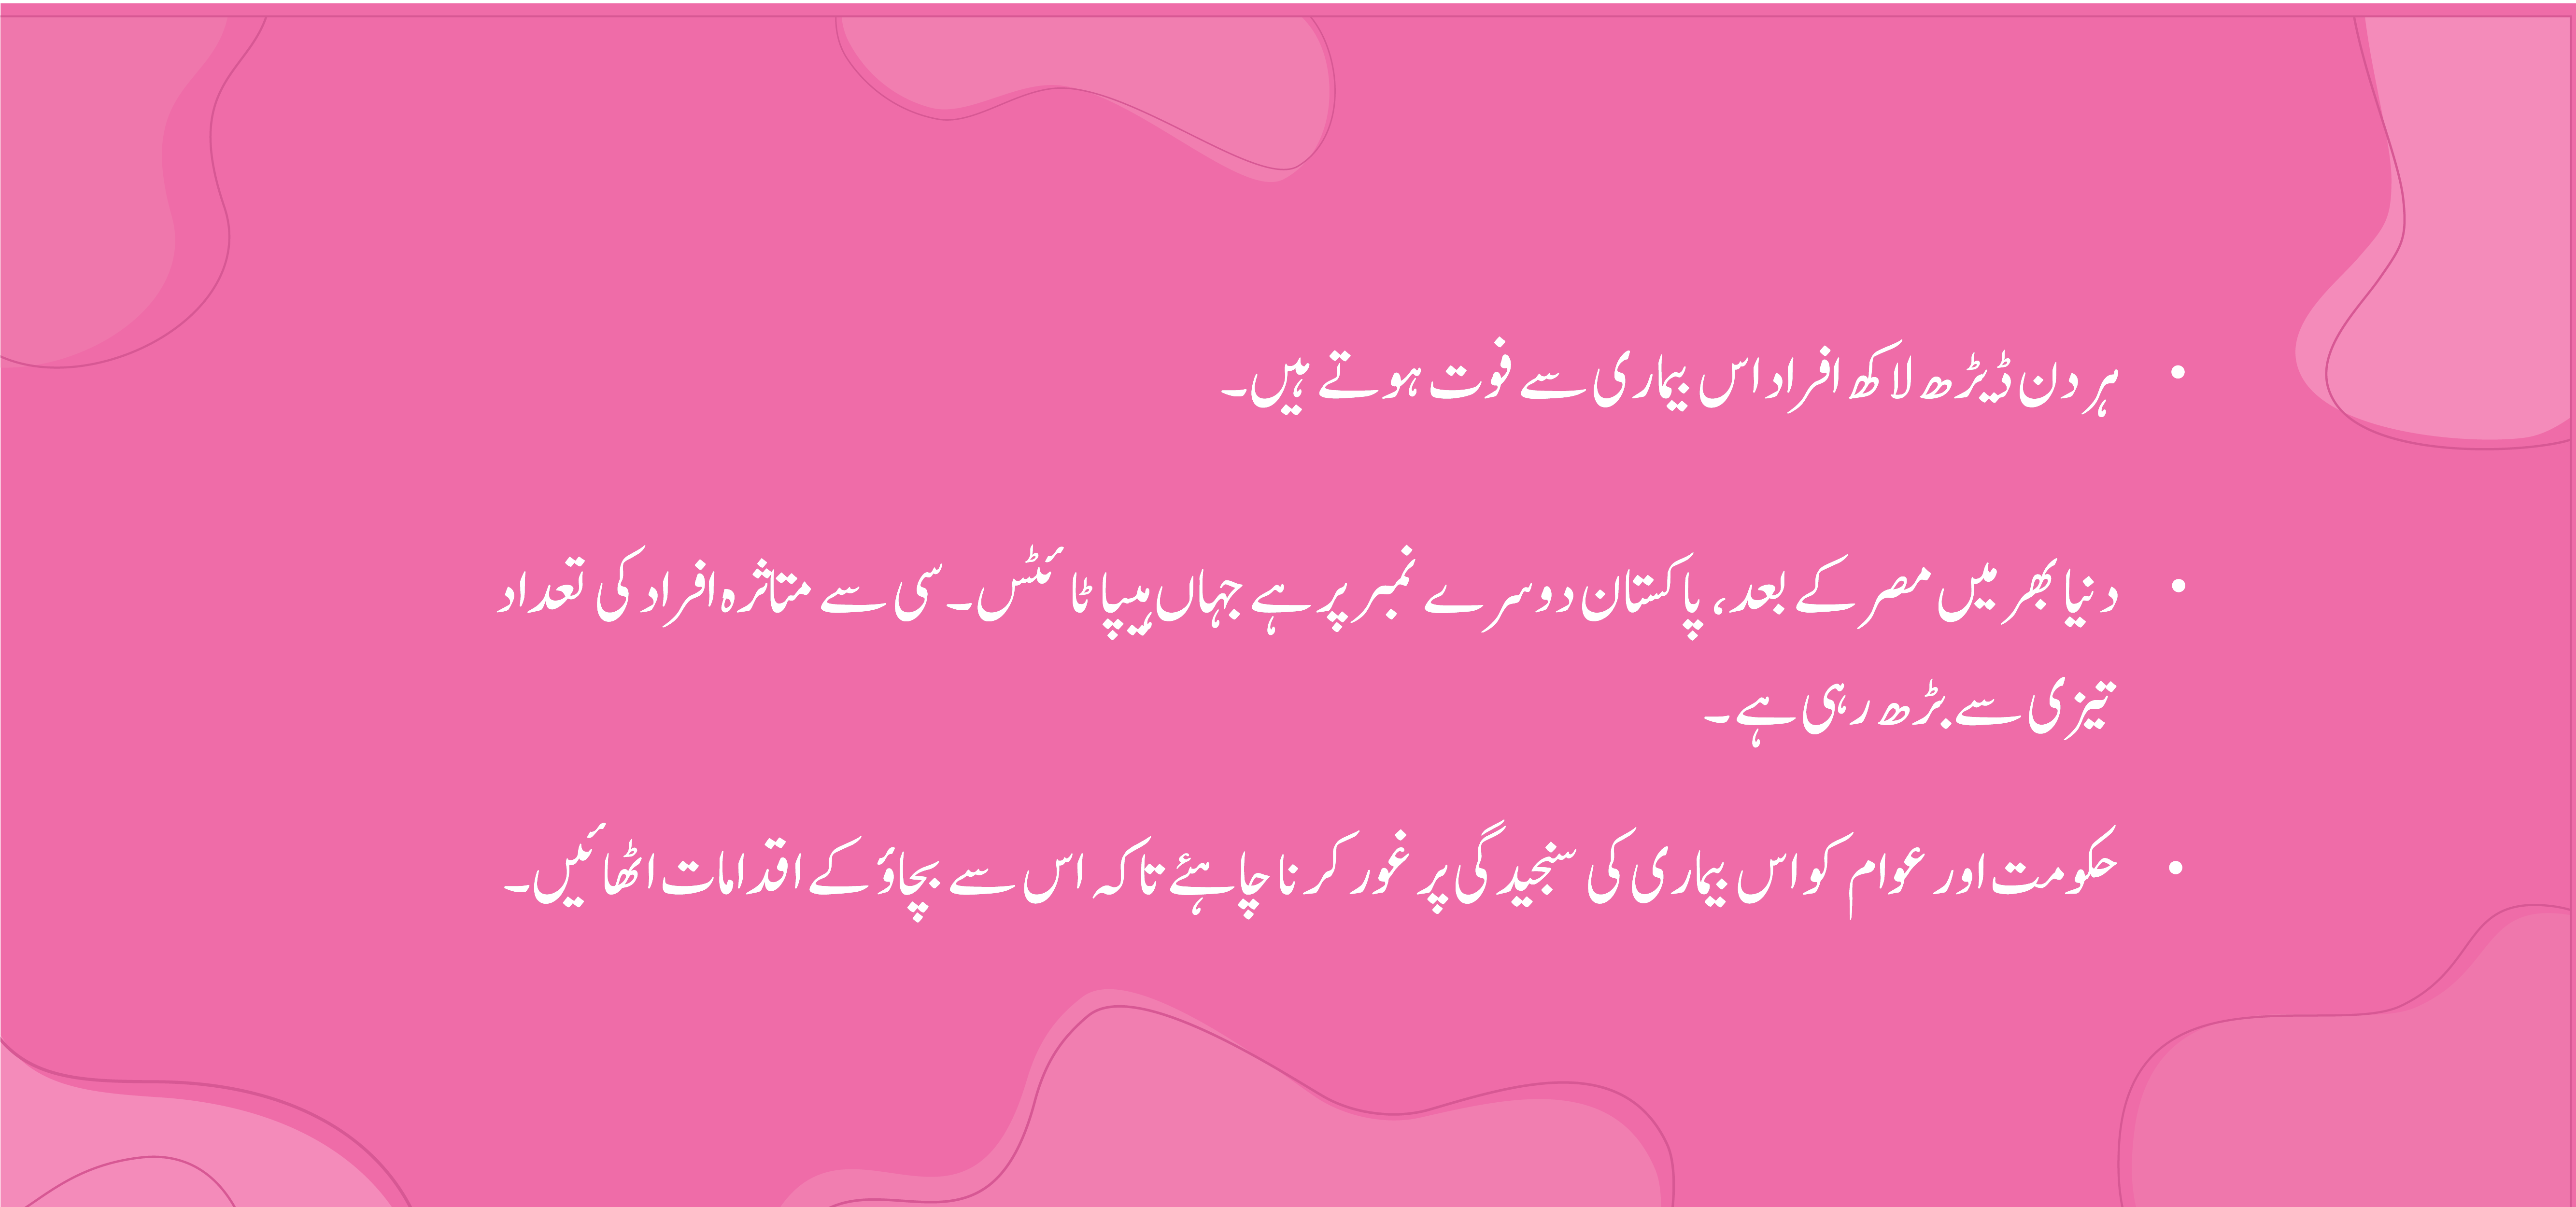 • ہر دن ڈیڑھ لاکھ افراد اس بیماری سے فوت ہوتے ہیں۔
• دنیا بھر میں مصر کے بعد، پاکستان دوسرے نمبر پر ہے جہاں ہیپاٹائٹس۔سی سے متاثرہ افراد کی تعداد
تیزی سے بڑھ رہی ہے۔
• حکومت اور عوام کو اس بیماری کی سنجیدگی پر غور کرنا چاہئے تاکہ اس سے بچاؤ کے اقدامات اٹھائیں۔